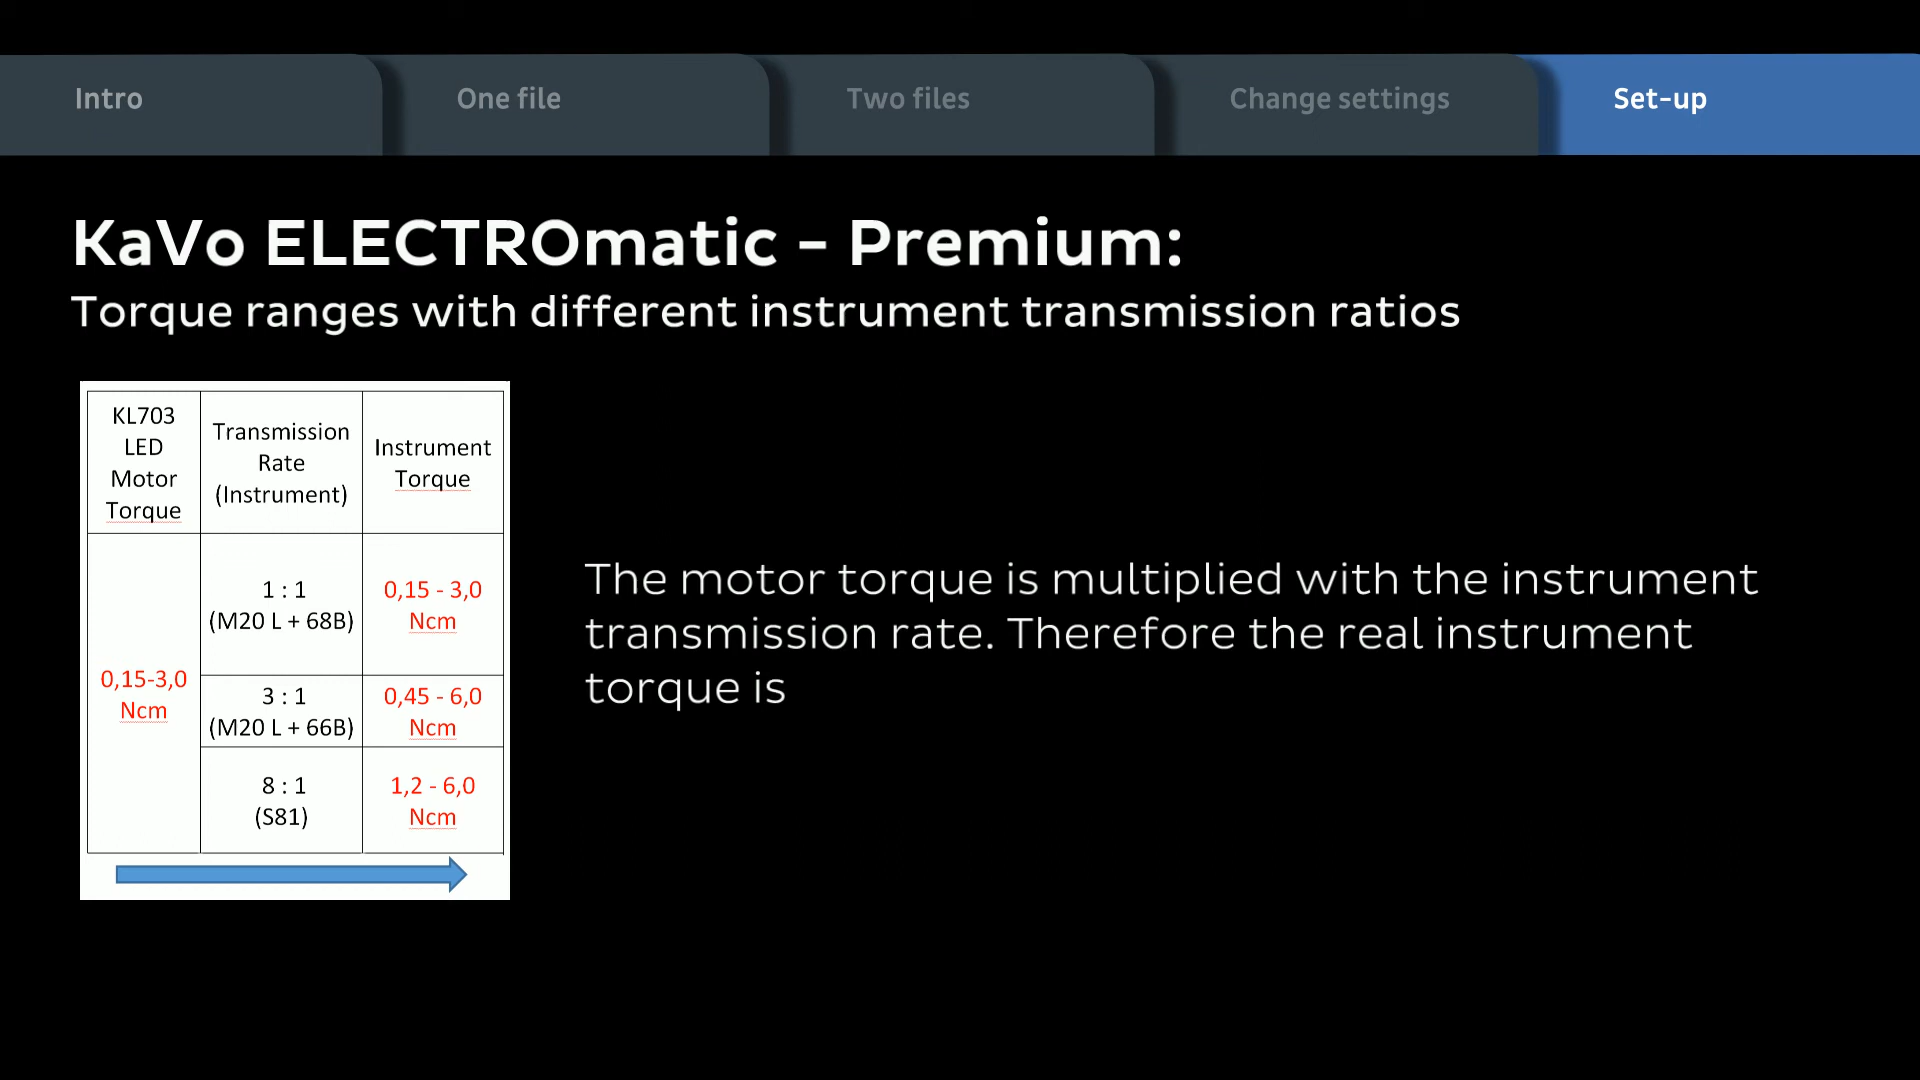 Intro
One file
Two files
Change settings
Set-up
KaVo ELECTROmatic - Premium:
Torque ranges with different instrument transmission ratios
KL703
LED
Motor
Torque
Transmission
Rate
(Instrument)
Instrument
Torque
0,15-3,0
Ncm
1 : 1
(M20 L + 68B)
0,15 - 3,0
Ncm
3 : 1
(M20 L + 66B)
0,45 - 6,0
Ncm
8 : 1
(S81)
1,2 - 6,0
Ncm
The motor torque is multiplied with the instrument
transmission rate. Therefore the real instrument
torque is